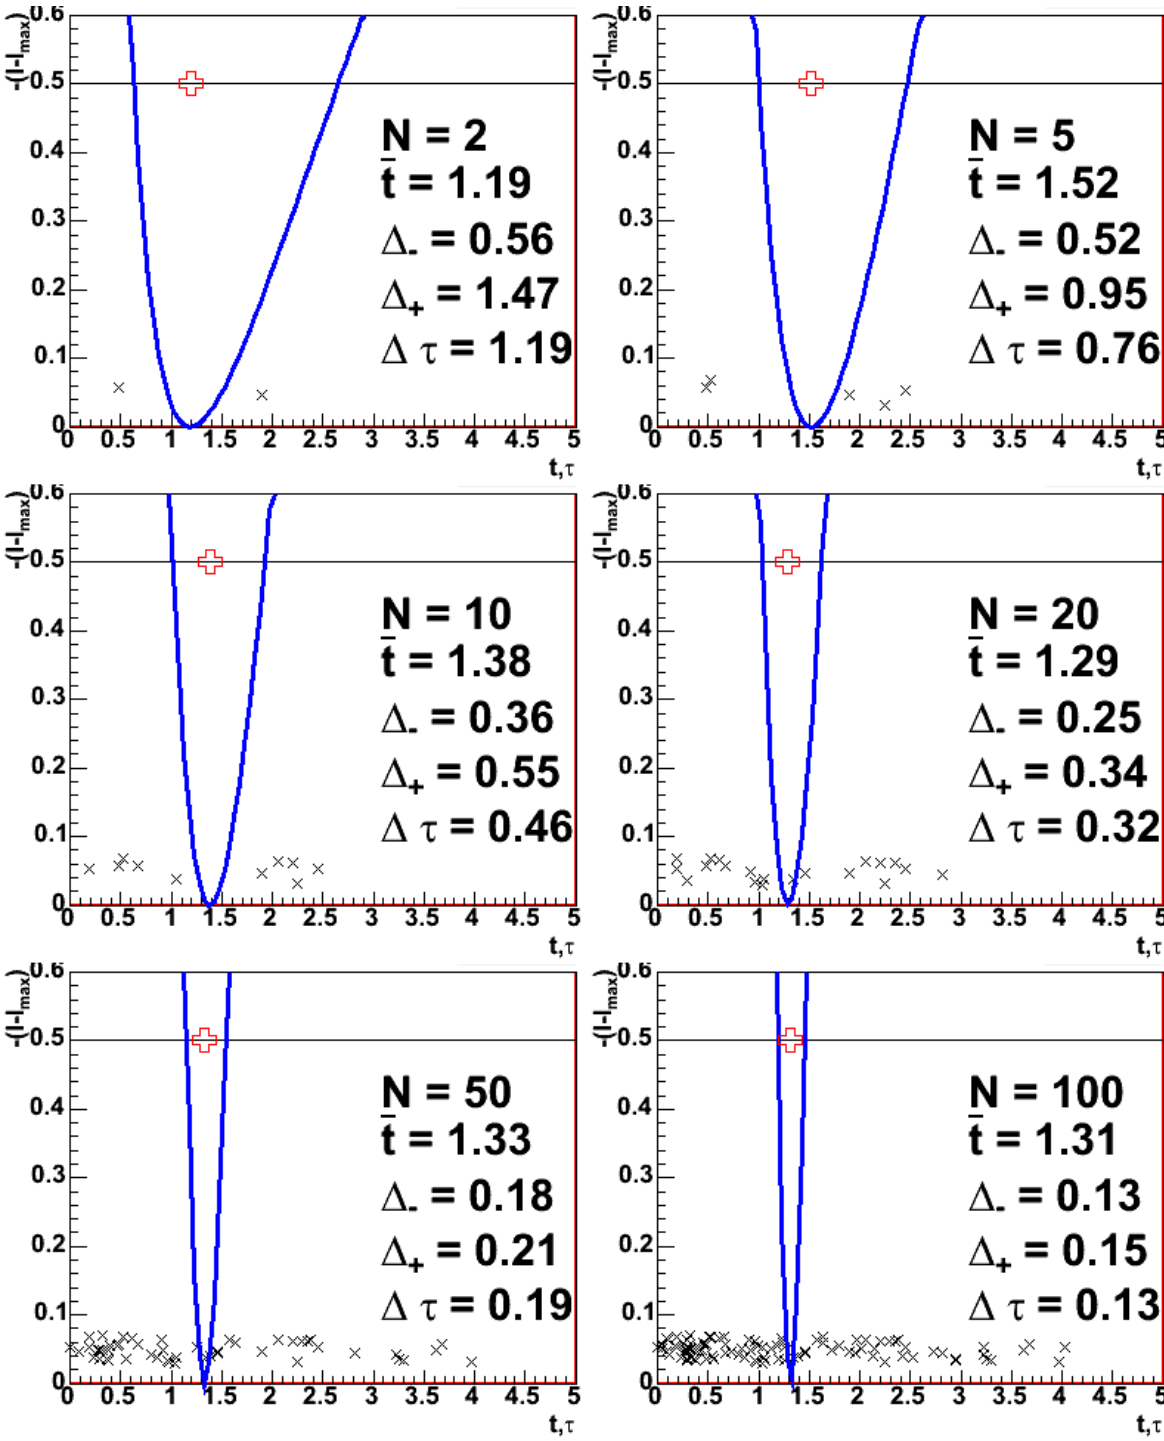 -(l-l_max)
0.6
0.5
0.4
0.3
0.2
0.1
0
N = 2
t̄ = 1.19
Δ₋ = 0.56
Δ₊ = 1.47
Δ τ = 1.19
0 0.5 1 1.5 2 2.5 3 3.5 4 4.5 5
t,τ
-(l-l_max)
0.6
0.5
0.4
0.3
0.2
0.1
0
N = 5
t̄ = 1.52
Δ₋ = 0.52
Δ₊ = 0.95
Δ τ = 0.76
0 0.5 1 1.5 2 2.5 3 3.5 4 4.5 5
t,τ
-(l-l_max)
0.6
0.5
0.4
0.3
0.2
0.1
0
N = 10
t̄ = 1.38
Δ₋ = 0.36
Δ₊ = 0.55
Δ τ = 0.46
0 0.5 1 1.5 2 2.5 3 3.5 4 4.5 5
t,τ
-(l-l_max)
0.6
0.5
0.4
0.3
0.2
0.1
0
N = 20
t̄ = 1.29
Δ₋ = 0.25
Δ₊ = 0.34
Δ τ = 0.32
0 0.5 1 1.5 2 2.5 3 3.5 4 4.5 5
t,τ
-(l-l_max)
0.6
0.5
0.4
0.3
0.2
0.1
0
N = 50
t̄ = 1.33
Δ₋ = 0.18
Δ₊ = 0.21
Δ τ = 0.19
0 0.5 1 1.5 2 2.5 3 3.5 4 4.5 5
t,τ
-(l-l_max)
0.6
0.5
0.4
0.3
0.2
0.1
0
N = 100
t̄ = 1.31
Δ₋ = 0.13
Δ₊ = 0.15
Δ τ = 0.13
0 0.5 1 1.5 2 2.5 3 3.5 4 4.5 5
t,τ